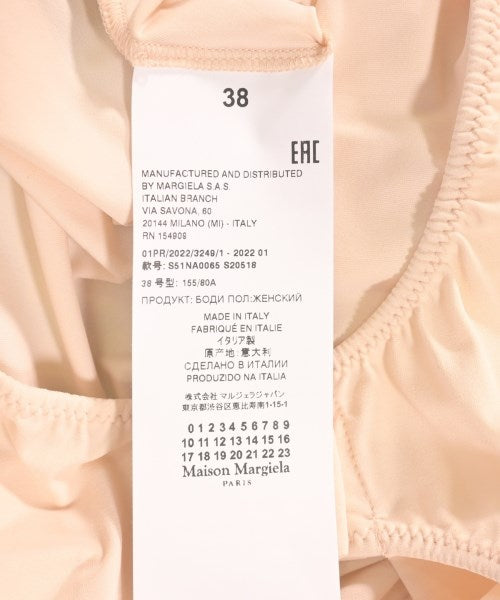 38
EAC
MANUFACTURED AND DISTRIBUTED
BY MARGIELA S.A.S.
ITALIAN BRANCH
VIA SAVONA, 60
20144 MILANO (MI) - ITALY
RN 154909
01PR/2022/3249/1 - 2022 01
款号: S51NA0065 S20518
38 号型: 155/80A
ПРОДУКТ: БОДИ ПОЛ:ЖЕНСКИЙ
MADE IN ITALY
FABRIQUÉ EN ITALIE
イタリア製
原产地 意大利
СДЕЛАНО В ИТАЛИИ
PRODUZIDO NA ITALIA
株式会社 マルジェラジャパン
東京都渋谷区恵比寿南1-15-1
0 1 2 3 4 5 6 7 8 9
10 11 12 13 14 15 16
17 18 19 20 21 22 23
Maison Margiela
PARIS